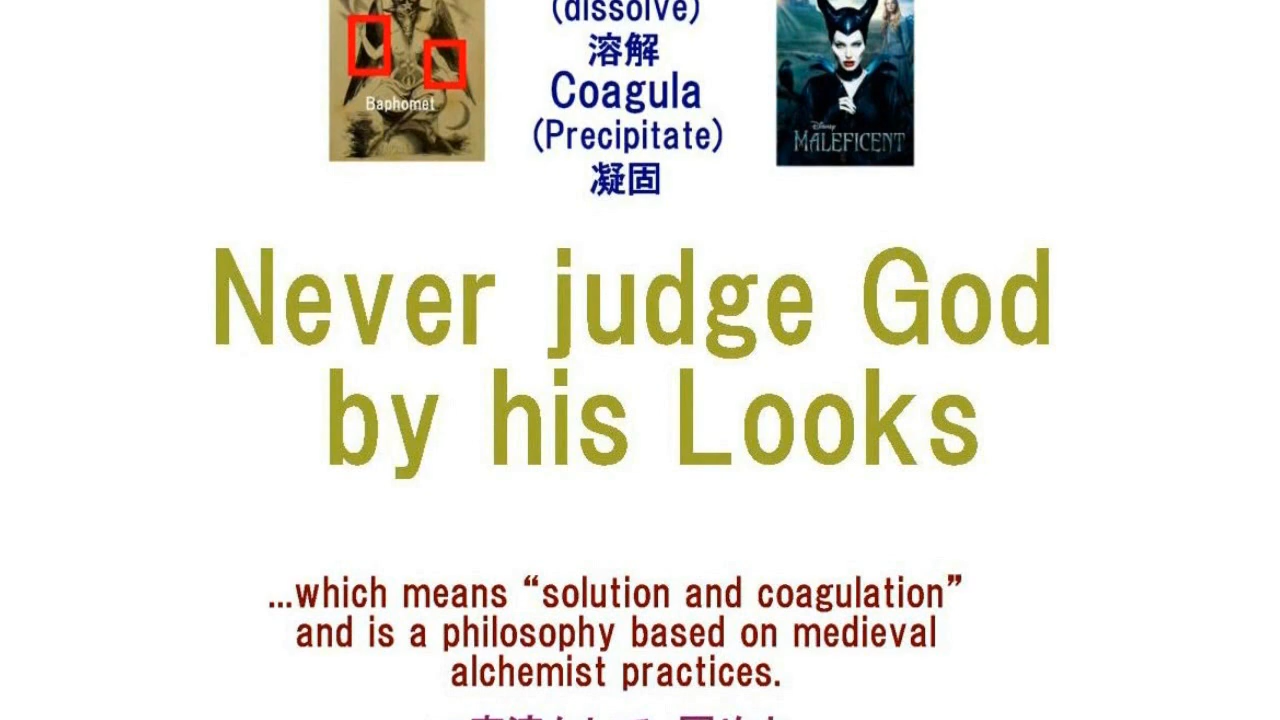 (dissolve)
溶解
Coagula
(Precipitate)
凝固
Baphomet
Disney
MALEFICENT
Never judge God
by his Looks
...which means “solution and coagulation”
and is a philosophy based on medieval
alchemist practices.